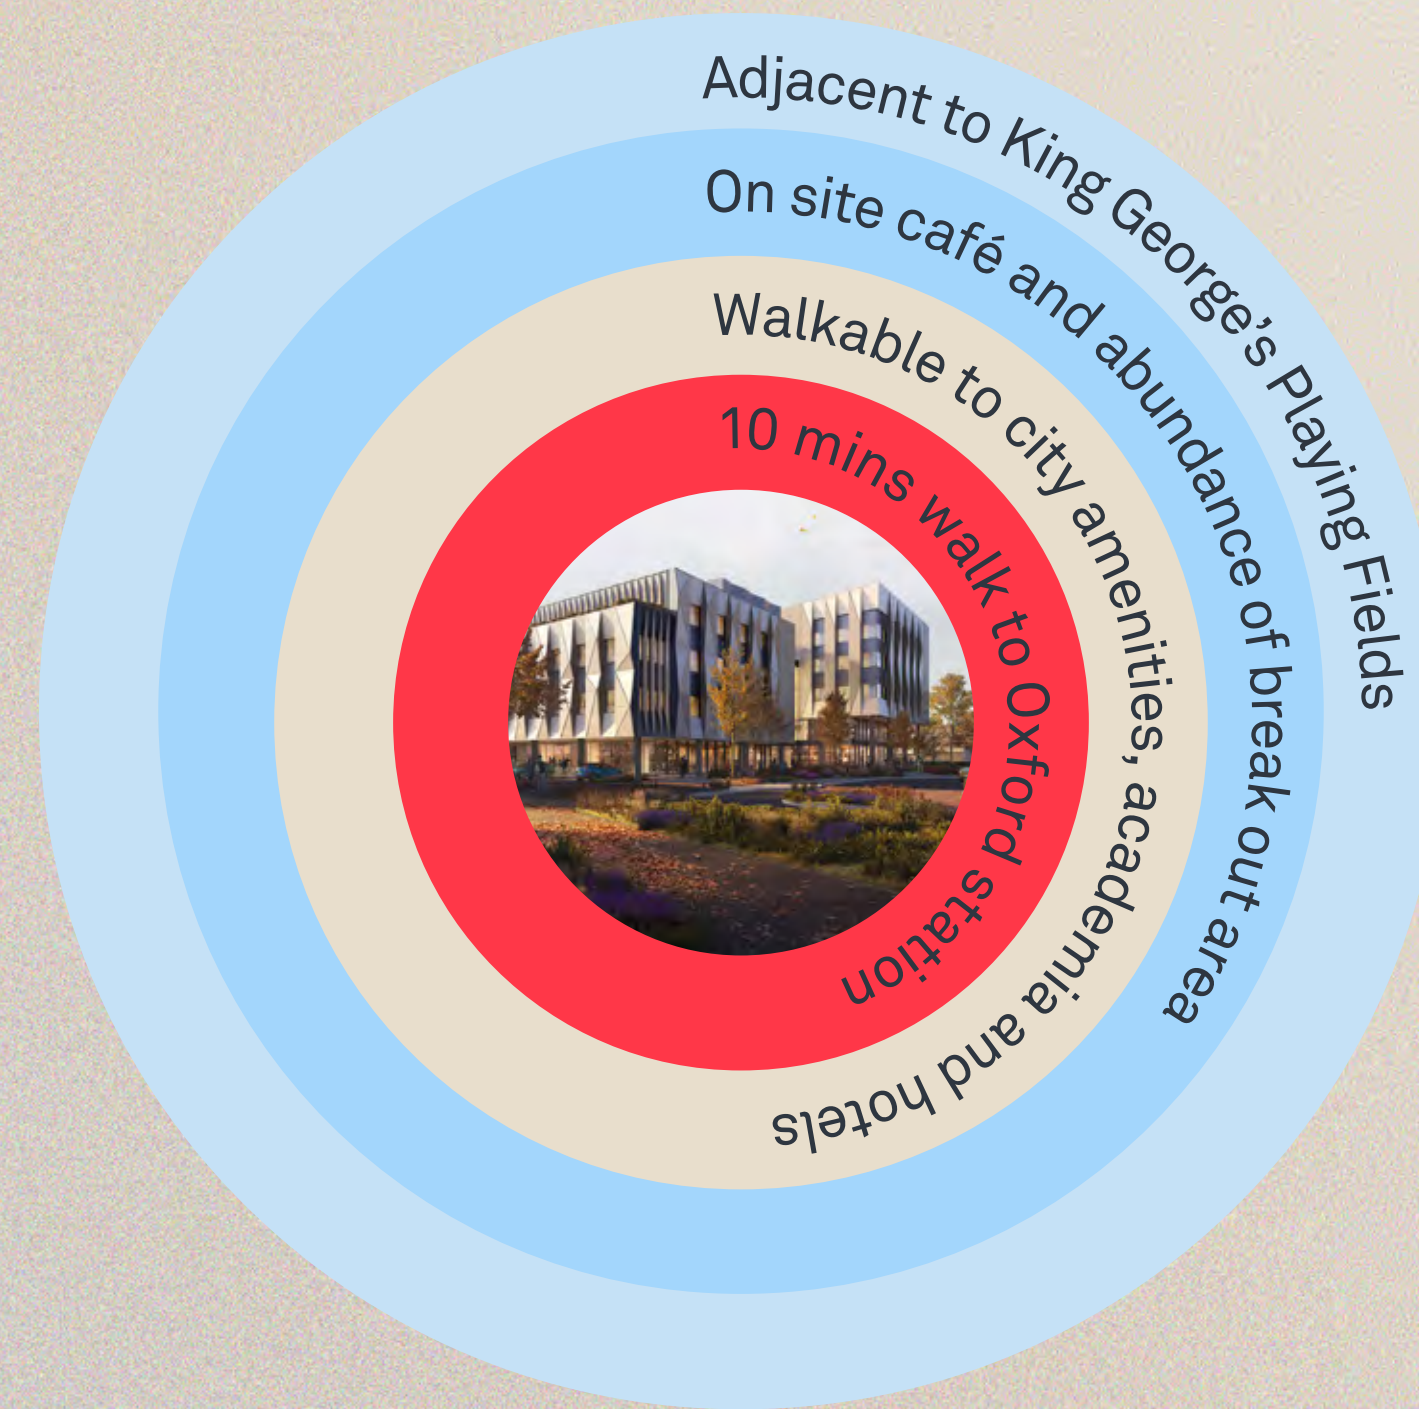 Adjacent to King George’s Playing Fields
On site café and abundance of break out area
Walkable to city amenities, academia and hotels
10 mins walk to Oxford station